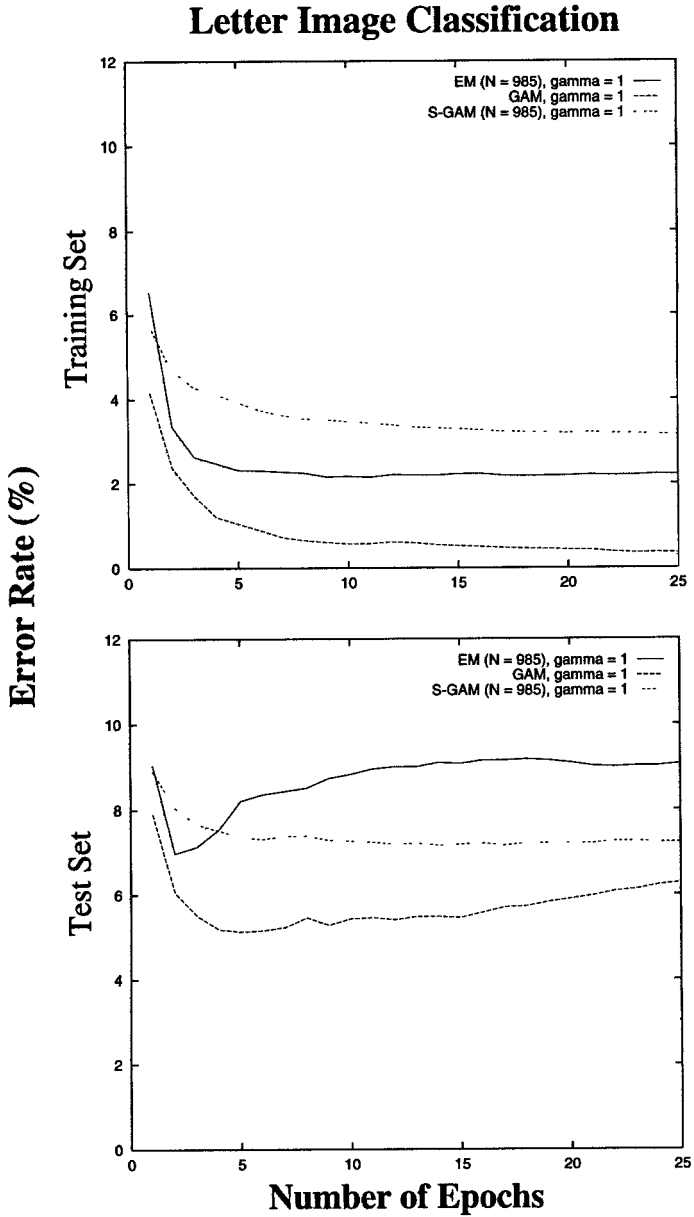 Letter Image Classification
Error Rate (%)
Training Set
12
10
8
6
4
2
0
EM (N = 985), gamma = 1
GAM, gamma = 1
S-GAM (N = 985), gamma = 1
0 5 10 15 20 25
Test Set
12
10
8
6
4
2
0
EM (N = 985), gamma = 1
GAM, gamma = 1
S-GAM (N = 985), gamma = 1
0 5 10 15 20 25
Number of Epochs